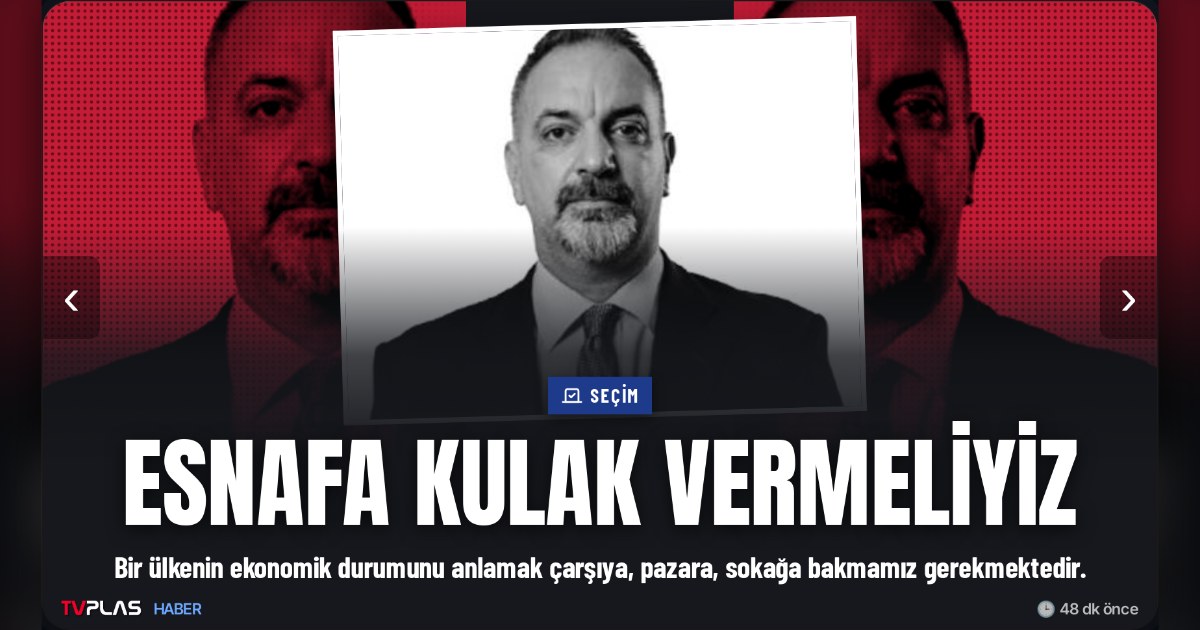 SEÇİM
ESNAFA KULAK VERMELİYİZ
Bir ülkenin ekonomik durumunu anlamak çarşıya, pazara, sokağa bakmamız gerekmektedir.
TVPLAS HABER
48 dk önce